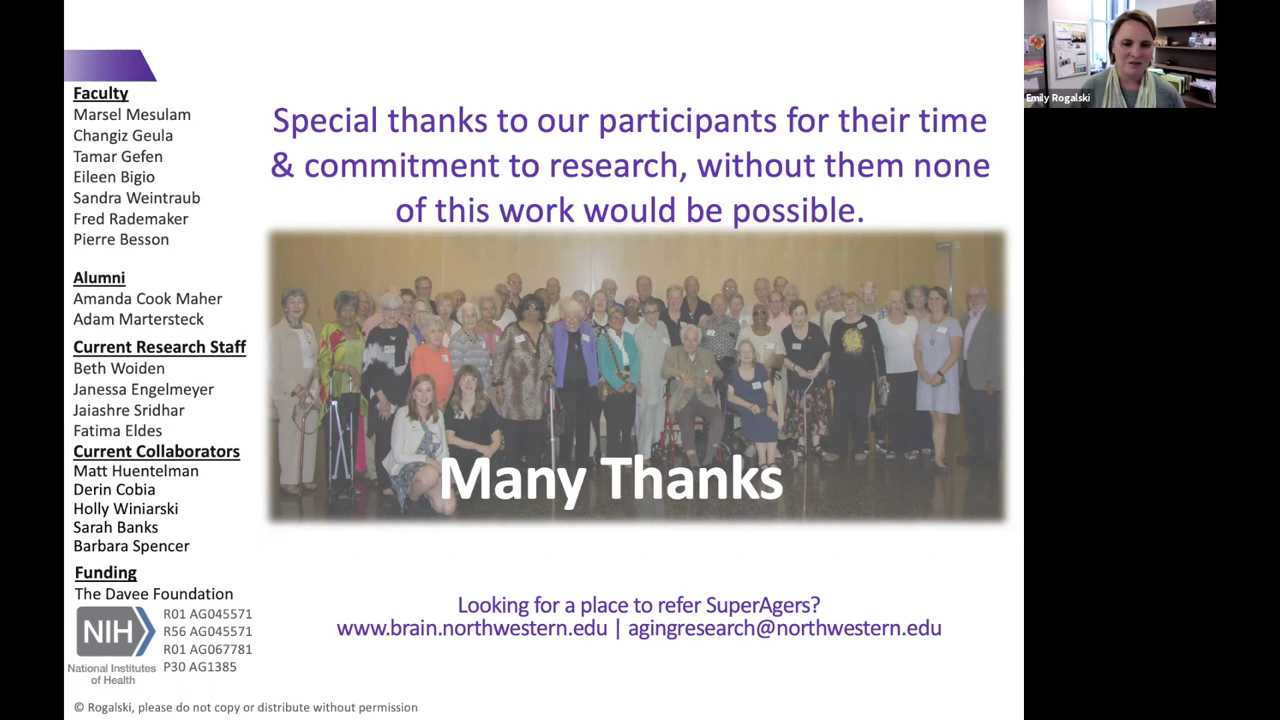 Faculty
Marsel Mesulam
Changiz Geula
Tamar Gefen
Eileen Bigio
Sandra Weintraub
Fred Rademaker
Pierre Besson
Alumni
Amanda Cook Maher
Adam Martersteck
Current Research Staff
Beth Woiden
Janessa Engelmeyer
Jaiashre Sridhar
Fatima Eldes
Current Collaborators
Matt Huentelman
Derin Cobia
Holly Winiarski
Sarah Banks
Barbara Spencer
Funding
The Davee Foundation
NIH
National Institutes
of Health
R01 AG045571
R56 AG045571
R01 AG067781
P30 AG1385
© Rogalski, please do not copy or distribute without permission
Special thanks to our participants for their time
& commitment to research, without them none
of this work would be possible.
Many Thanks
Looking for a place to refer SuperAgers?
www.brain.northwestern.edu | agingresearch@northwestern.edu
Emily Rogalski